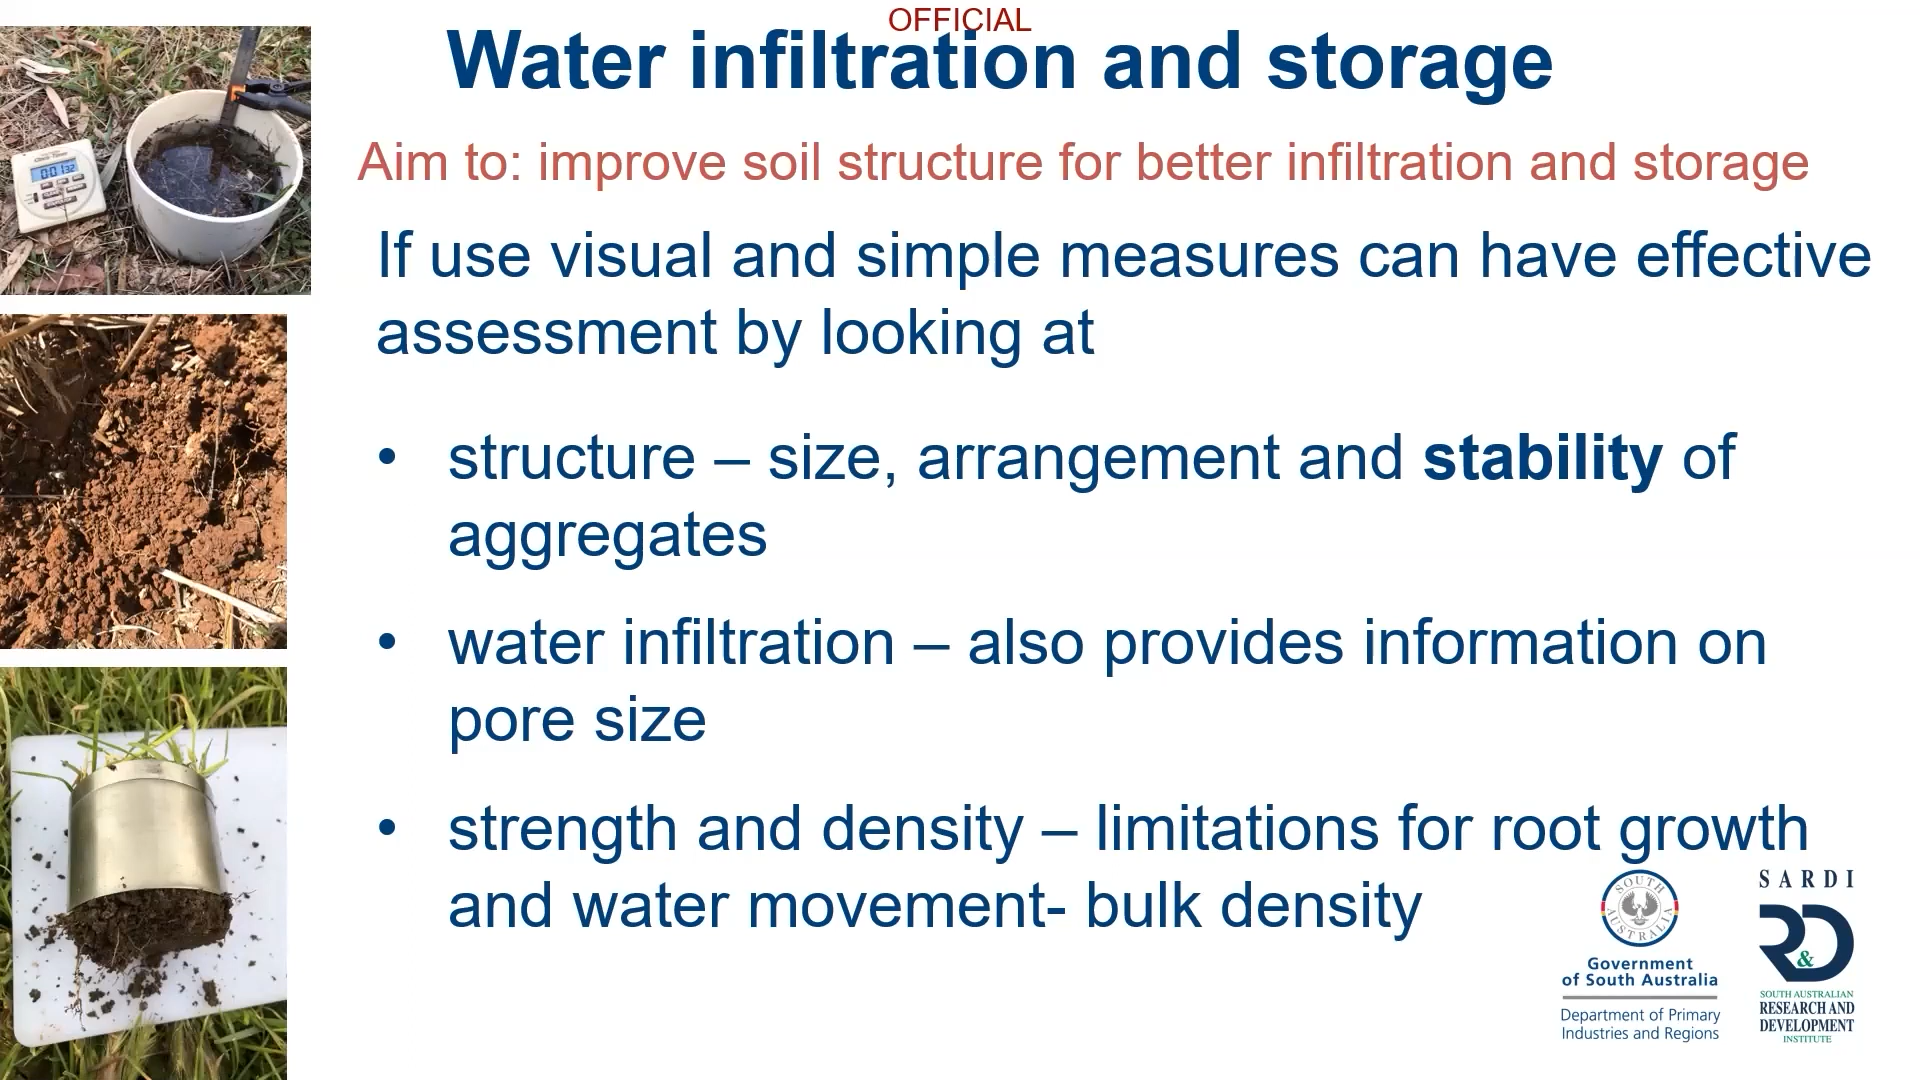 OFFICIAL
Water infiltration and storage
Aim to: improve soil structure for better infiltration and storage
If use visual and simple measures can have effective
assessment by looking at
• structure – size, arrangement and stability of
aggregates
• water infiltration – also provides information on
pore size
• strength and density – limitations for root growth
and water movement- bulk density
SOUTH AUSTRALIA
Government
of South Australia
Department of Primary
Industries and Regions
SARDI
R&D
SOUTH AUSTRALIAN
RESEARCH AND
DEVELOPMENT
INSTITUTE